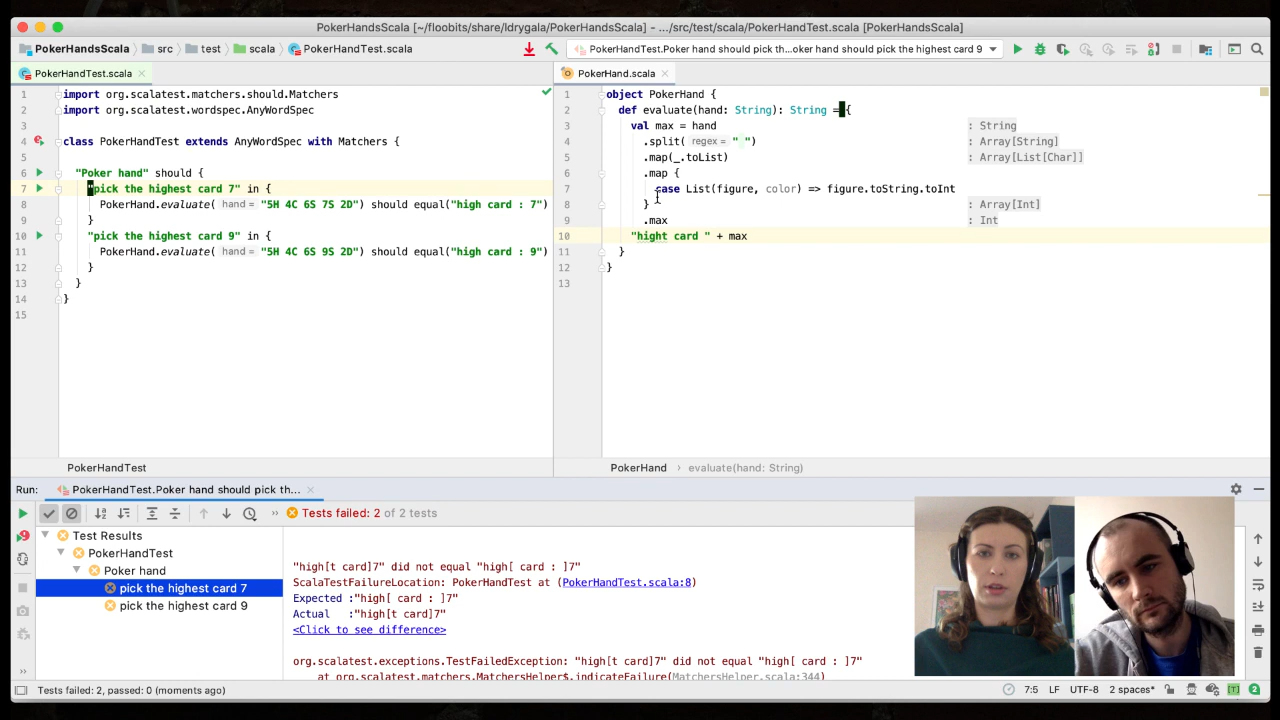 PokerHandsScala [~/floobits/share/ldrygala/PokerHandsScala] – .../src/test/scala/PokerHandTest.scala [PokerHandsScala]
PokerHandsScala src test scala PokerHandTest.scala PokerHandTest.Poker hand should pick th...oker hand should pick the highest card 9
PokerHandTest.scala
1 import org.scalatest.matchers.should.Matchers
2 import org.scalatest.wordspec.AnyWordSpec
3
4 class PokerHandTest extends AnyWordSpec with Matchers {
5
6 "Poker hand" should {
7 "pick the highest card 7" in {
8 PokerHand.evaluate( hand = "5H 4C 6S 7S 2D") should equal("high card : 7")
9 }
10 "pick the highest card 9" in {
11 PokerHand.evaluate( hand = "5H 4C 6S 9S 2D") should equal("high card : 9")
12 }
13 }
14 }
15
PokerHandTest
PokerHand.scala
1 object PokerHand {
2 def evaluate(hand: String): String = {
3 val max = hand : String
4 .split( regex = " ") : Array[String]
5 .map(_.toList) : Array[List[Char]]
6 .map {
7 case List(figure, color) => figure.toString.toInt
8 } : Array[Int]
9 .max : Int
10 "hight card " + max
11 }
12 }
13
PokerHand › evaluate(hand: String)
Run: PokerHandTest.Poker hand should pick th...
Tests failed: 2 of 2 tests
Test Results
PokerHandTest
Poker hand
pick the highest card 7
pick the highest card 9
"high[t card]7" did not equal "high[ card : ]7"
ScalaTestFailureLocation: PokerHandTest at (PokerHandTest.scala:8)
Expected :"high[ card : ]7"
Actual :"high[t card]7"
<Click to see difference>
org.scalatest.exceptions.TestFailedException: "high[t card]7" did not equal "high[ card : ]7"
at org.scalatest.matchers.MatchersHelper$.indicateFailure(MatchersHelper.scala:344)
Tests failed: 2, passed: 0 (moments ago)
7:5 LF UTF-8 2 spaces* 2